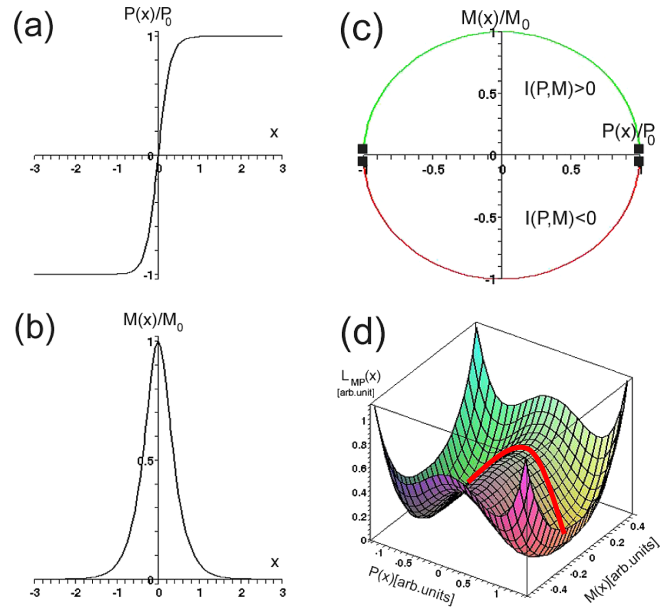 (a)
P(x)/P0
1
x
-3 -2 -1 0 1 2 3
-1
(b)
M(x)/M0
1
0.5
x
-3 -2 -1 0 1 2 3
(c)
M(x)/M0
1
0.5
I(P,M)>0
P(x)/P0
-1 -0.5 0 0.5 1
-0.5
I(P,M)<0
-1
(d)
LMP(x)
[arb.unit]
1
0.8
0.6
0.4
0.2
0
-1 -0.5 0 0.5 1
P(x)[arb.units]
-0.4 -0.2 0 0.2 0.4
M(x)[arb.units]